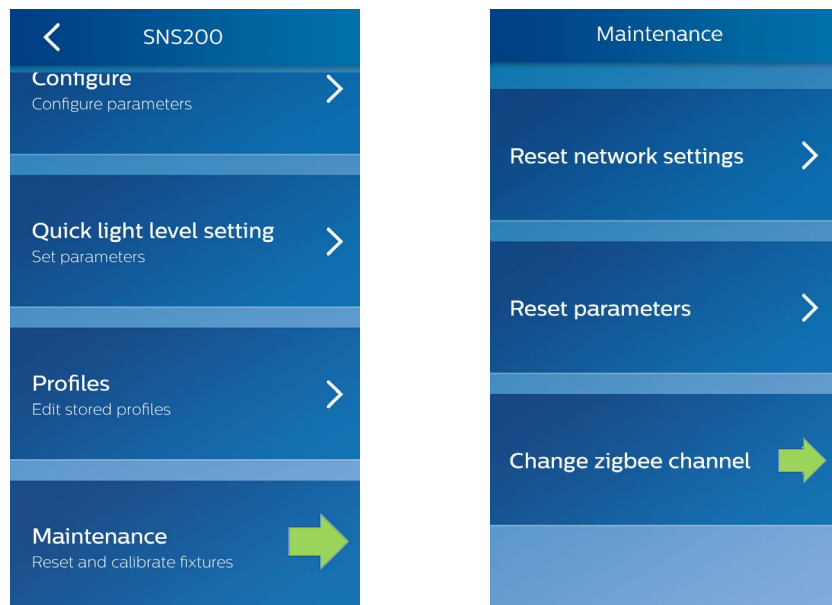 SNS200
Configure
Configure parameters
Quick light level setting
Set parameters
Profiles
Edit stored profiles
Maintenance
Reset and calibrate fixtures
Maintenance
Reset network settings
Reset parameters
Change zigbee channel